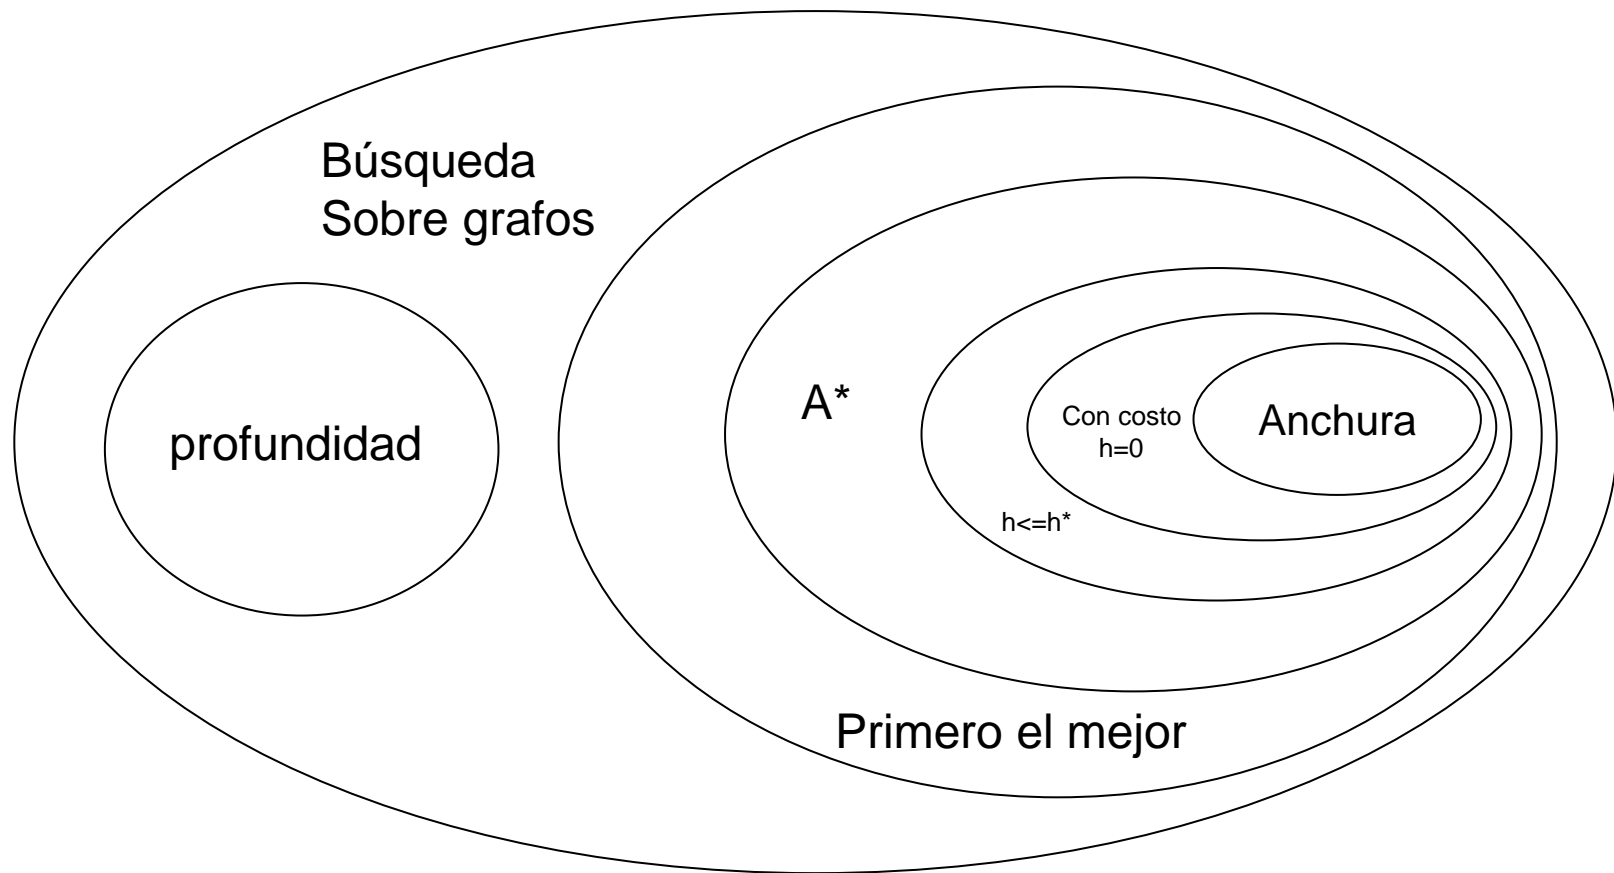 Búsqueda
Sobre grafos
profundidad
A*
Con costo
h=0
Anchura
h<=h*
Primero el mejor